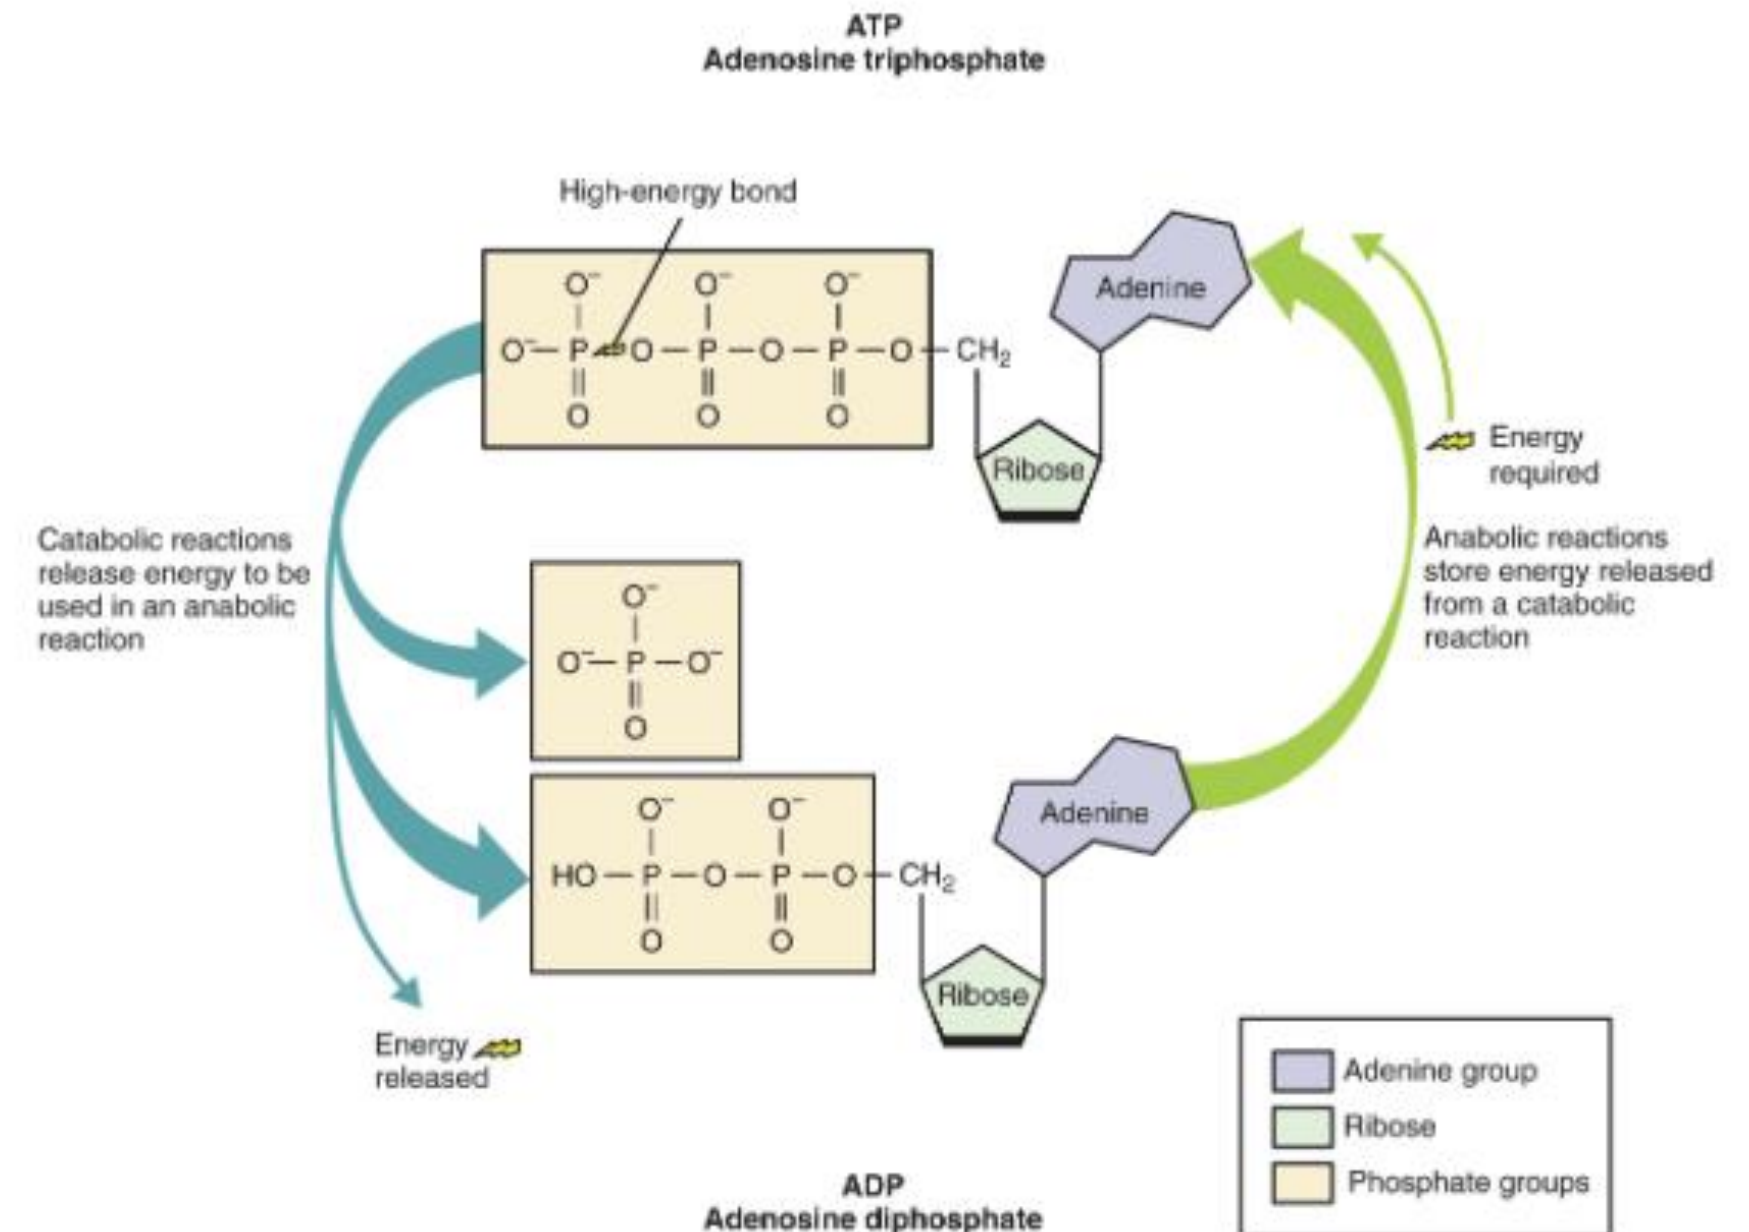 ATP
Adenosine triphosphate
High-energy bond
O⁻ O⁻ O⁻
O⁻ — P O — P — O — P — O — CH₂
O O O
Adenine
Ribose
Energy
required
Catabolic reactions
release energy to be
used in an anabolic
reaction
Anabolic reactions
store energy released
from a catabolic
reaction
O⁻
O⁻ — P — O⁻
O
O⁻ O⁻
HO — P — O — P — O — CH₂
O O
Adenine
Ribose
Energy
released
Adenine group
Ribose
Phosphate groups
ADP
Adenosine diphosphate